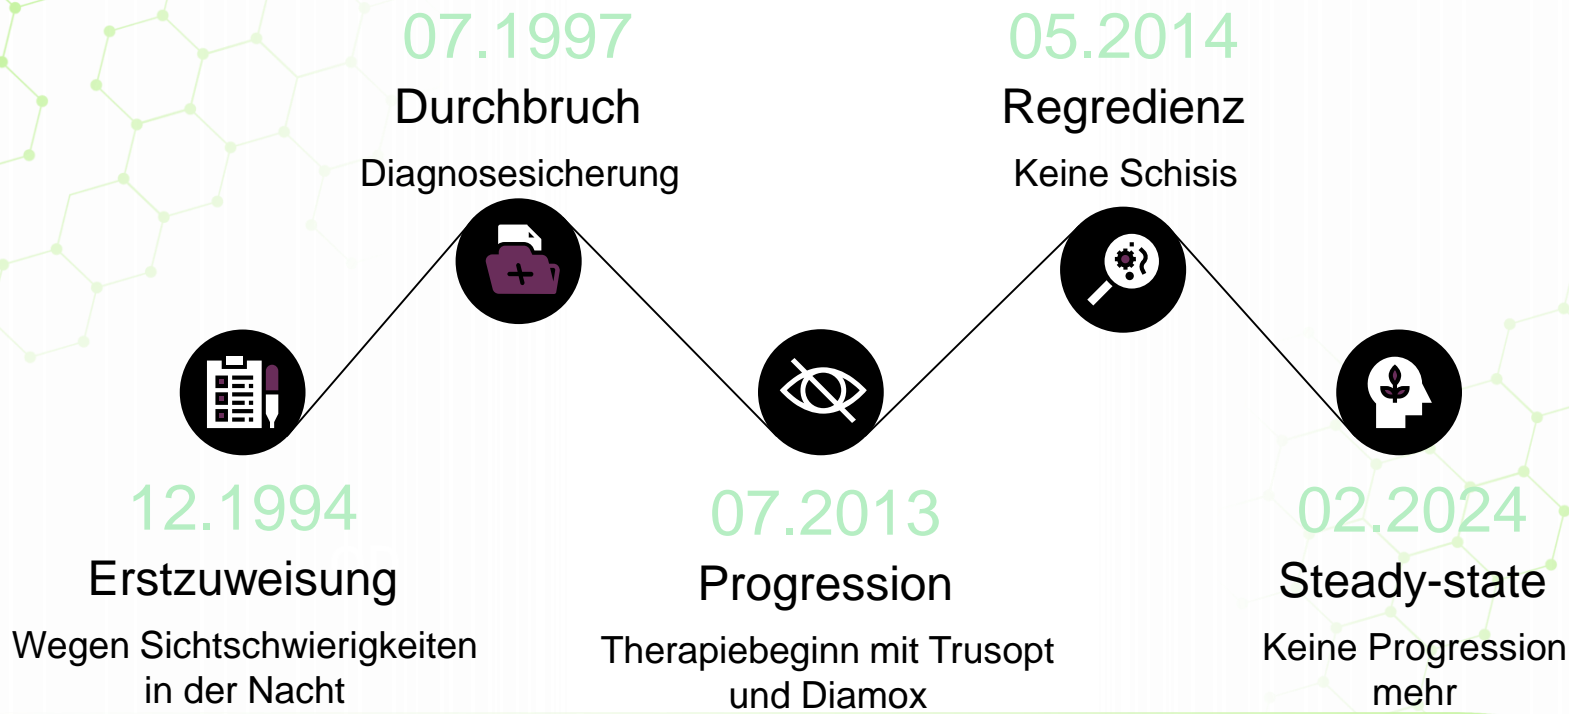 07.1997
Durchbruch
Diagnosesicherung
05.2014
Regredienz
Keine Schisis
12.1994
Erstzuweisung
Wegen Sichtschwierigkeiten
in der Nacht
07.2013
Progression
Therapiebeginn mit Trusopt
und Diamox
02.2024
Steady-state
Keine Progression
mehr